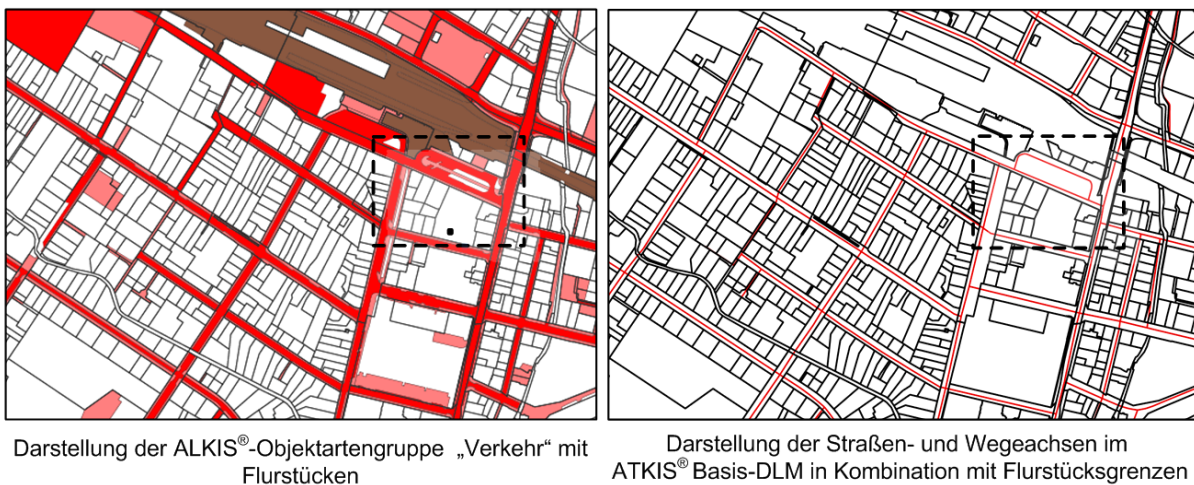 Darstellung der ALKIS®-Objektartengruppe „Verkehr“ mit
Flurstücken
Darstellung der Straßen- und Wegeachsen im
ATKIS® Basis-DLM in Kombination mit Flurstücksgrenzen